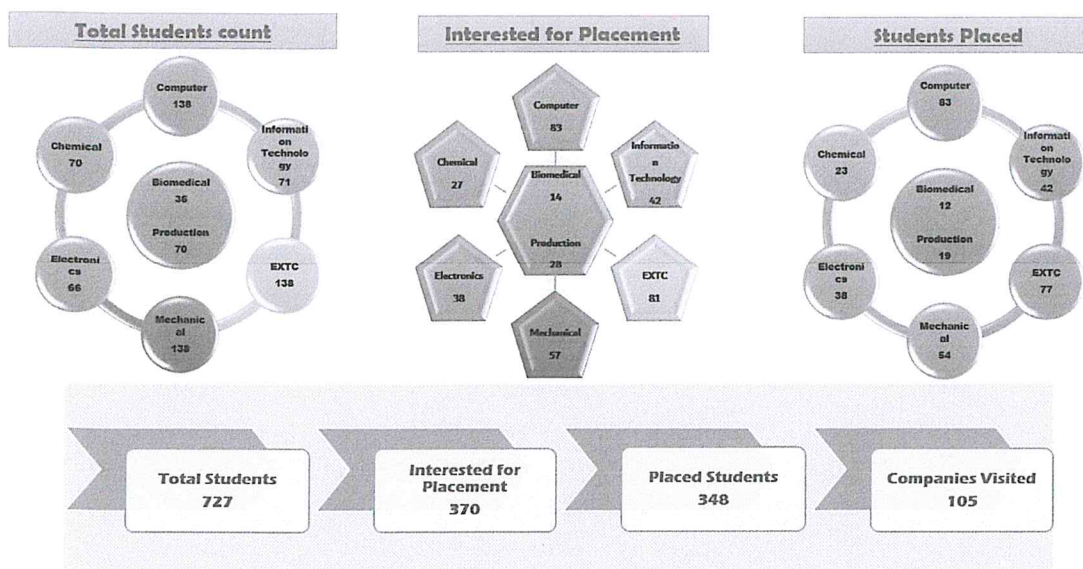 Total Students count
Computer
138
Informati
on
Technology
71
EXTC
138
Mechanic
al
138
Electroni
cs
66
Chemical
70
Biomedical
36
Production
70
Interested for Placement
Computer
83
Informatio
n
Technology
42
EXTC
81
Mechanical
57
Electronics
38
Chemical
27
Biomedical
14
Production
28
Students Placed
Computer
83
Informati
on
Technology
42
EXTC
77
Mechanic
al
54
Electroni
cs
38
Chemical
23
Biomedical
12
Production
19
Total Students
727
Interested for
Placement
370
Placed Students
348
Companies Visited
105